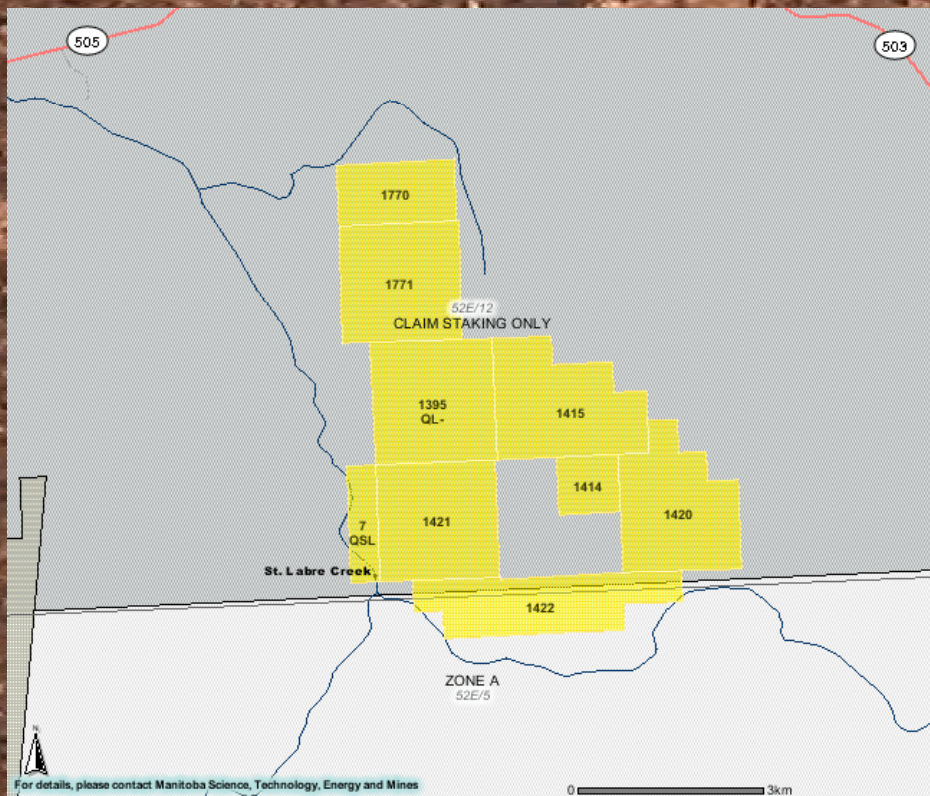 505
503
1770
1771
52E/12
CLAIM STAKING ONLY
1395
QL-
1415
1414
7
QSL
1421
1420
St. Labre Creek
1422
ZONE A
52E/5
N
For details, please contact Manitoba Science, Technology, Energy and Mines
0 3km